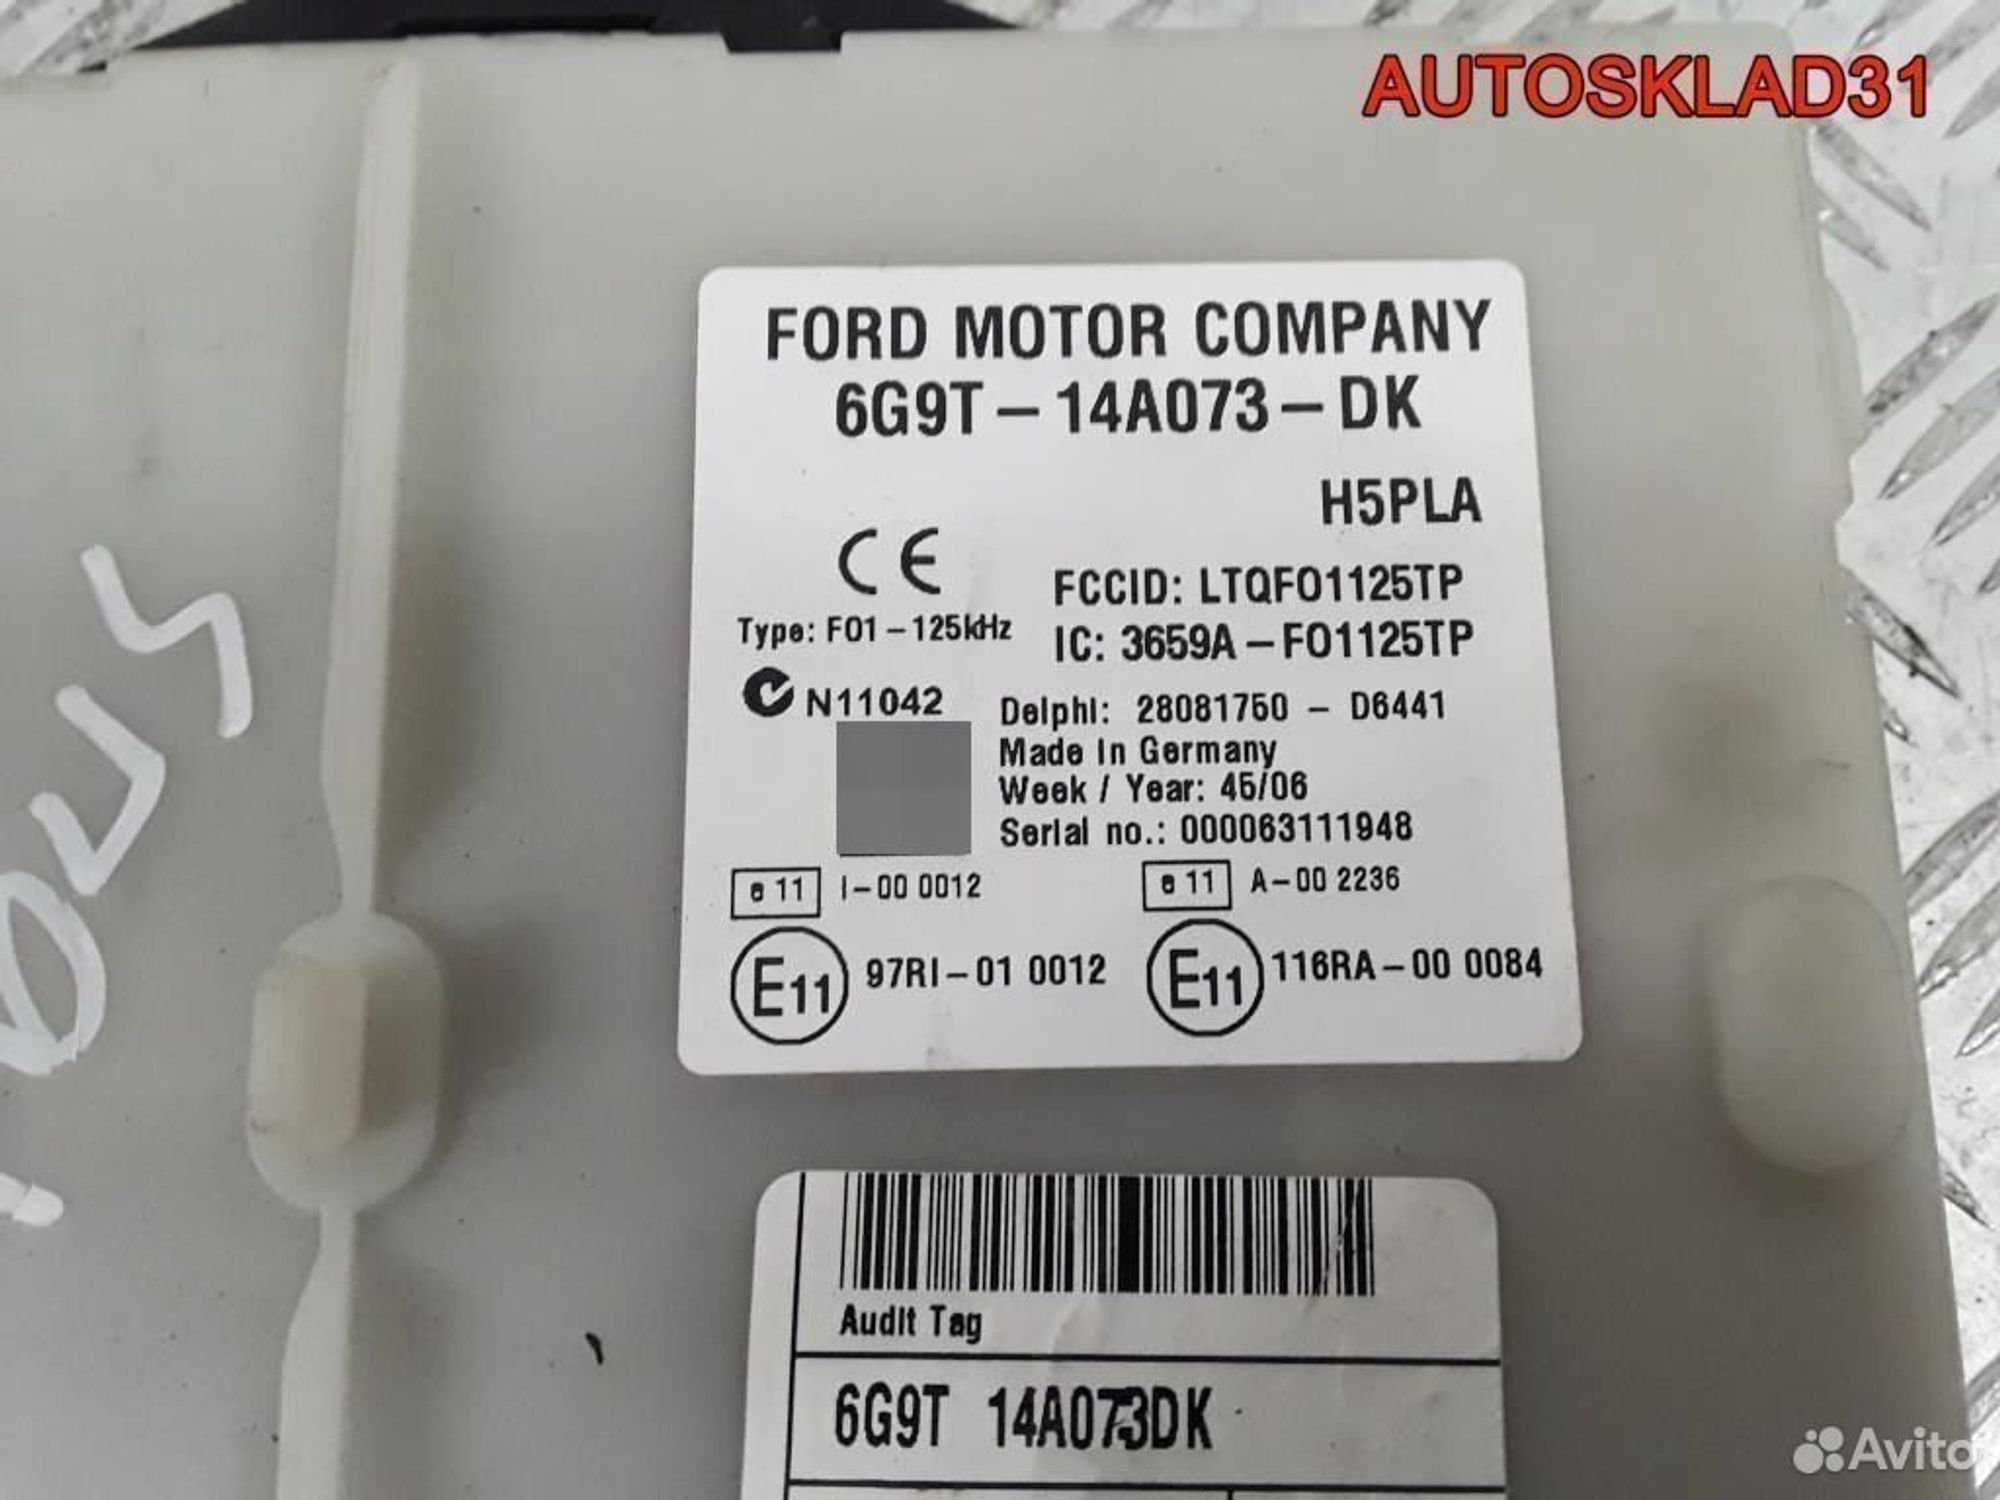 AUTOSKLAD31
FORD MOTOR COMPANY
6G9T-14A073-DK
H5PLA
CE
FCCID: LTQFO1125TP
Type: F01-125kHz
IC: 3659A-FO1125TP
N11042
Delphi: 28081750 - D6441
Made in Germany
Week / Year: 45/06
Serial no.: 000063111948
e 11 I-00 0012
e 11 A-00 2236
E11 97RI-01 0012
E11 116RA-00 0084
Audit Tag
6G9T 14A073DK
Avito